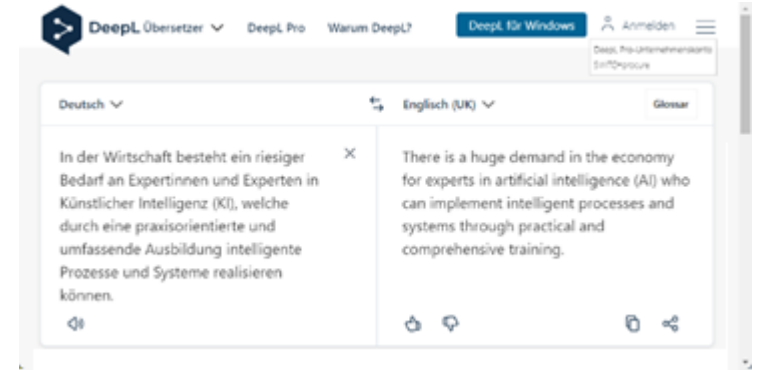 DeepL Übersetzer DeepL Pro Warum DeepL? DeepL für Windows Anmelden
DeepL Pro-Unternehmenskonto
Deutsch Englisch (UK) Glossar
In der Wirtschaft besteht ein riesiger
Bedarf an Expertinnen und Experten in
Künstlicher Intelligenz (KI), welche
durch eine praxisorientierte und
umfassende Ausbildung intelligente
Prozesse und Systeme realisieren
können.
There is a huge demand in the economy
for experts in artificial intelligence (AI) who
can implement intelligent processes and
systems through practical and
comprehensive training.